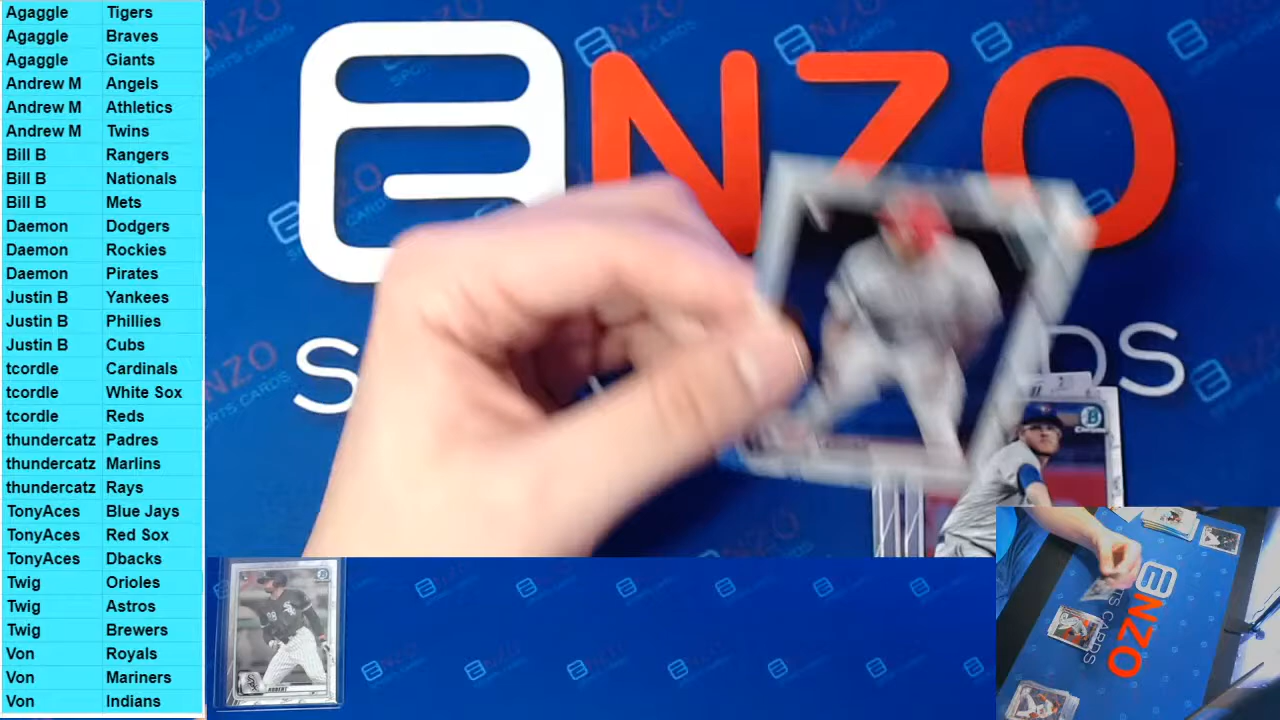 Agaggle Tigers
Agaggle Braves
Agaggle Giants
Andrew M Angels
Andrew M Athletics
Andrew M Twins
Bill B Rangers
Bill B Nationals
Bill B Mets
Daemon Dodgers
Daemon Rockies
Daemon Pirates
Justin B Yankees
Justin B Phillies
Justin B Cubs
tcordle Cardinals
tcordle White Sox
tcordle Reds
thundercatz Padres
thundercatz Marlins
thundercatz Rays
TonyAces Blue Jays
TonyAces Red Sox
TonyAces Dbacks
Twig Orioles
Twig Astros
Twig Brewers
Von Royals
Von Mariners
Von Indians
ENZO
S DS
ROBERT
ENZO